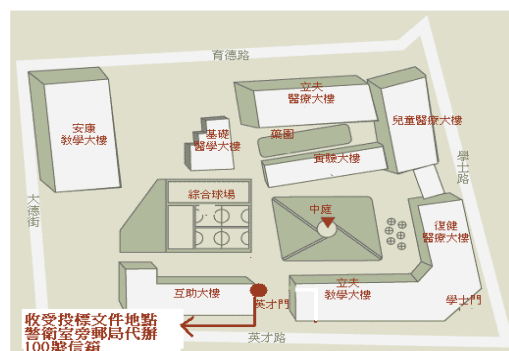 育德路
立夫
醫療大樓
兒童醫療大樓
安康
教學大樓
基礎
醫學大樓
藥園
實驗大樓
學士路
大德街
綜合球場
中庭
復健
醫療大樓
互助大樓
英才門
立夫
教學大樓
學士門
英才路
收受投標文件地點
警衛室旁郵局代辦
100號信箱